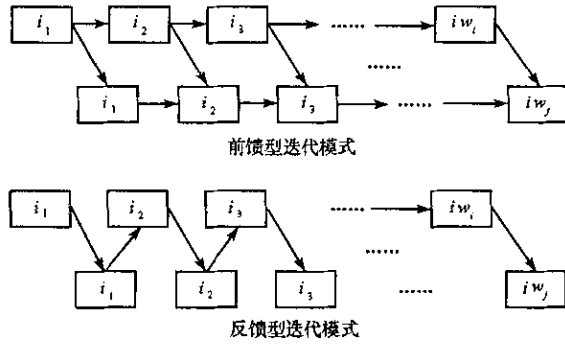 i₁ i₂ i₃ …… iwᵢ
……
i₁ i₂ i₃ …… iwⱼ
前馈型迭代模式
i₁ i₂ i₃ …… iwᵢ
……
i₁ i₂ i₃ …… iwⱼ
反馈型迭代模式